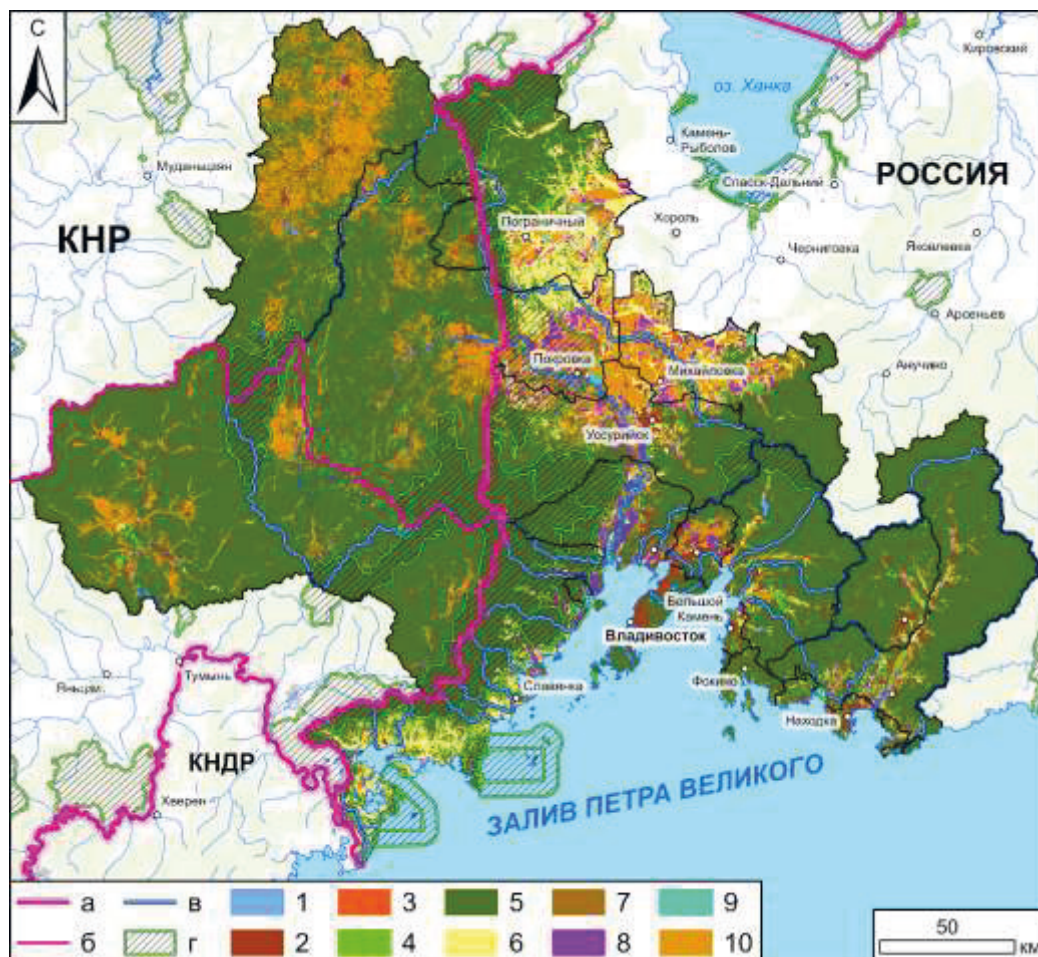 С
оз. Ханка
Кировский
Камень-
Рыболов
Муданьцзян
Спасск-Дальний
РОССИЯ
КНР
Пограничный
Хороль
Черниговка
Яковлевка
Арсеньев
Покровка
Михайловка
Анучино
Уссурийск
Большой
Камень
Владивосток
Славянка
Фокино
Находка
Яньцзи
Тумынь
КНДР
ЗАЛИВ ПЕТРА ВЕЛИКОГО
Хверен
а в 1 3 5 7 9
б г 2 4 6 8 10
50
км